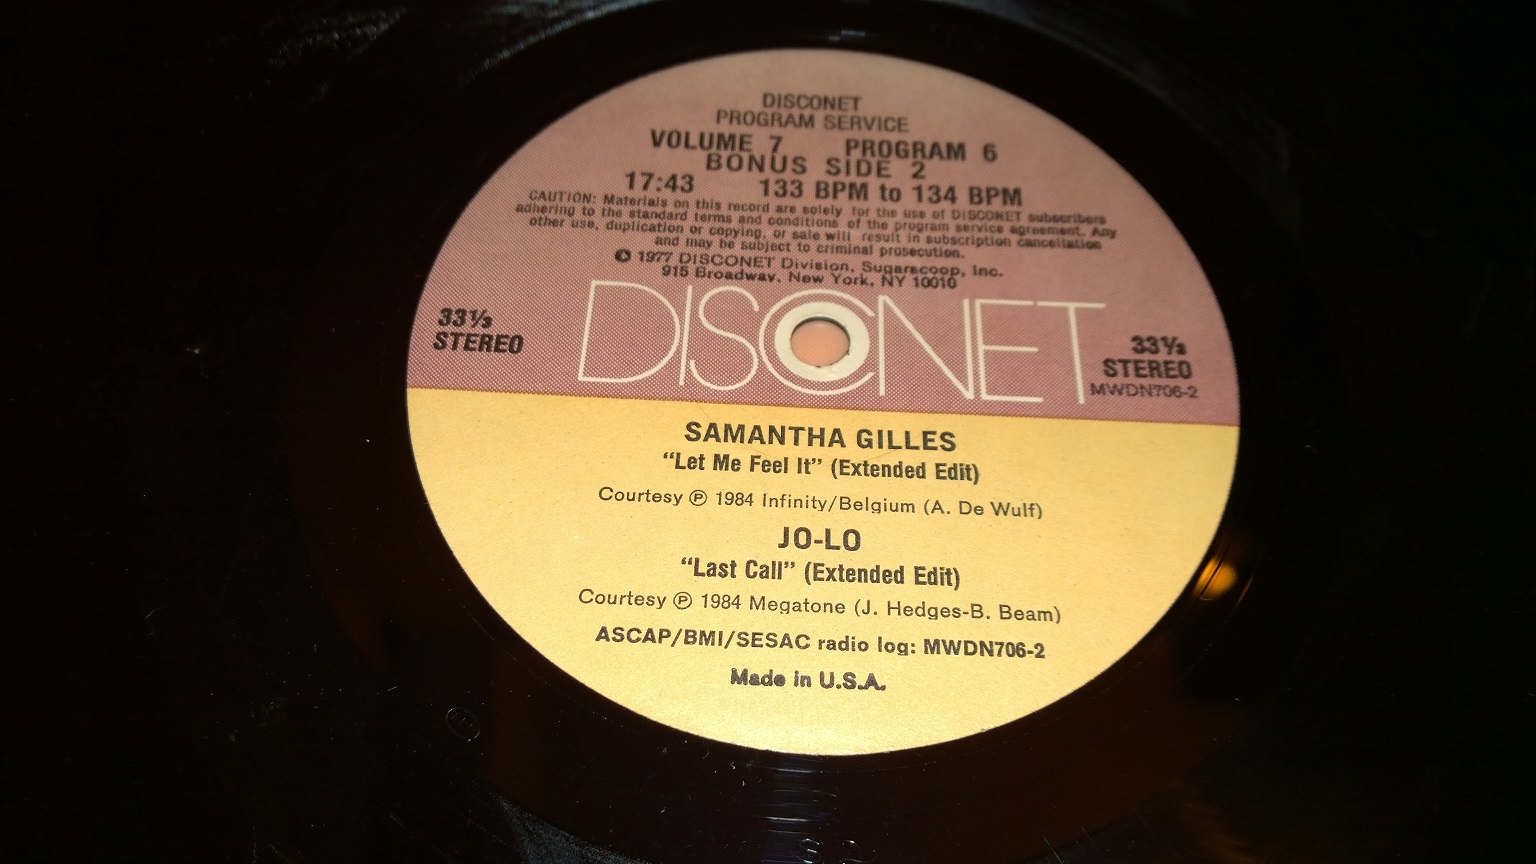 DISCONET
PROGRAM SERVICE
VOLUME 7 PROGRAM 6
BONUS SIDE 2
17:43 133 BPM to 134 BPM
CAUTION: Materials on this record are solely for the use of DISCONET subscribers
adhering to the standard terms and conditions of the program service agreement. Any
other use, duplication or copying, or sale will result in subscription cancellation
and may be subject to criminal prosecution.
© 1977 DISCONET Division, Sugarscoop, Inc.
915 Broadway, New York, NY 10010
DISCONET
33⅓
STEREO
33⅓
STEREO
MWDN706-2
SAMANTHA GILLES
“Let Me Feel It” (Extended Edit)
Courtesy ℗ 1984 Infinity/Belgium (A. De Wulf)
JO-LO
“Last Call” (Extended Edit)
Courtesy ℗ 1984 Megatone (J. Hedges-B. Beam)
ASCAP/BMI/SESAC radio log: MWDN706-2
Made in U.S.A.